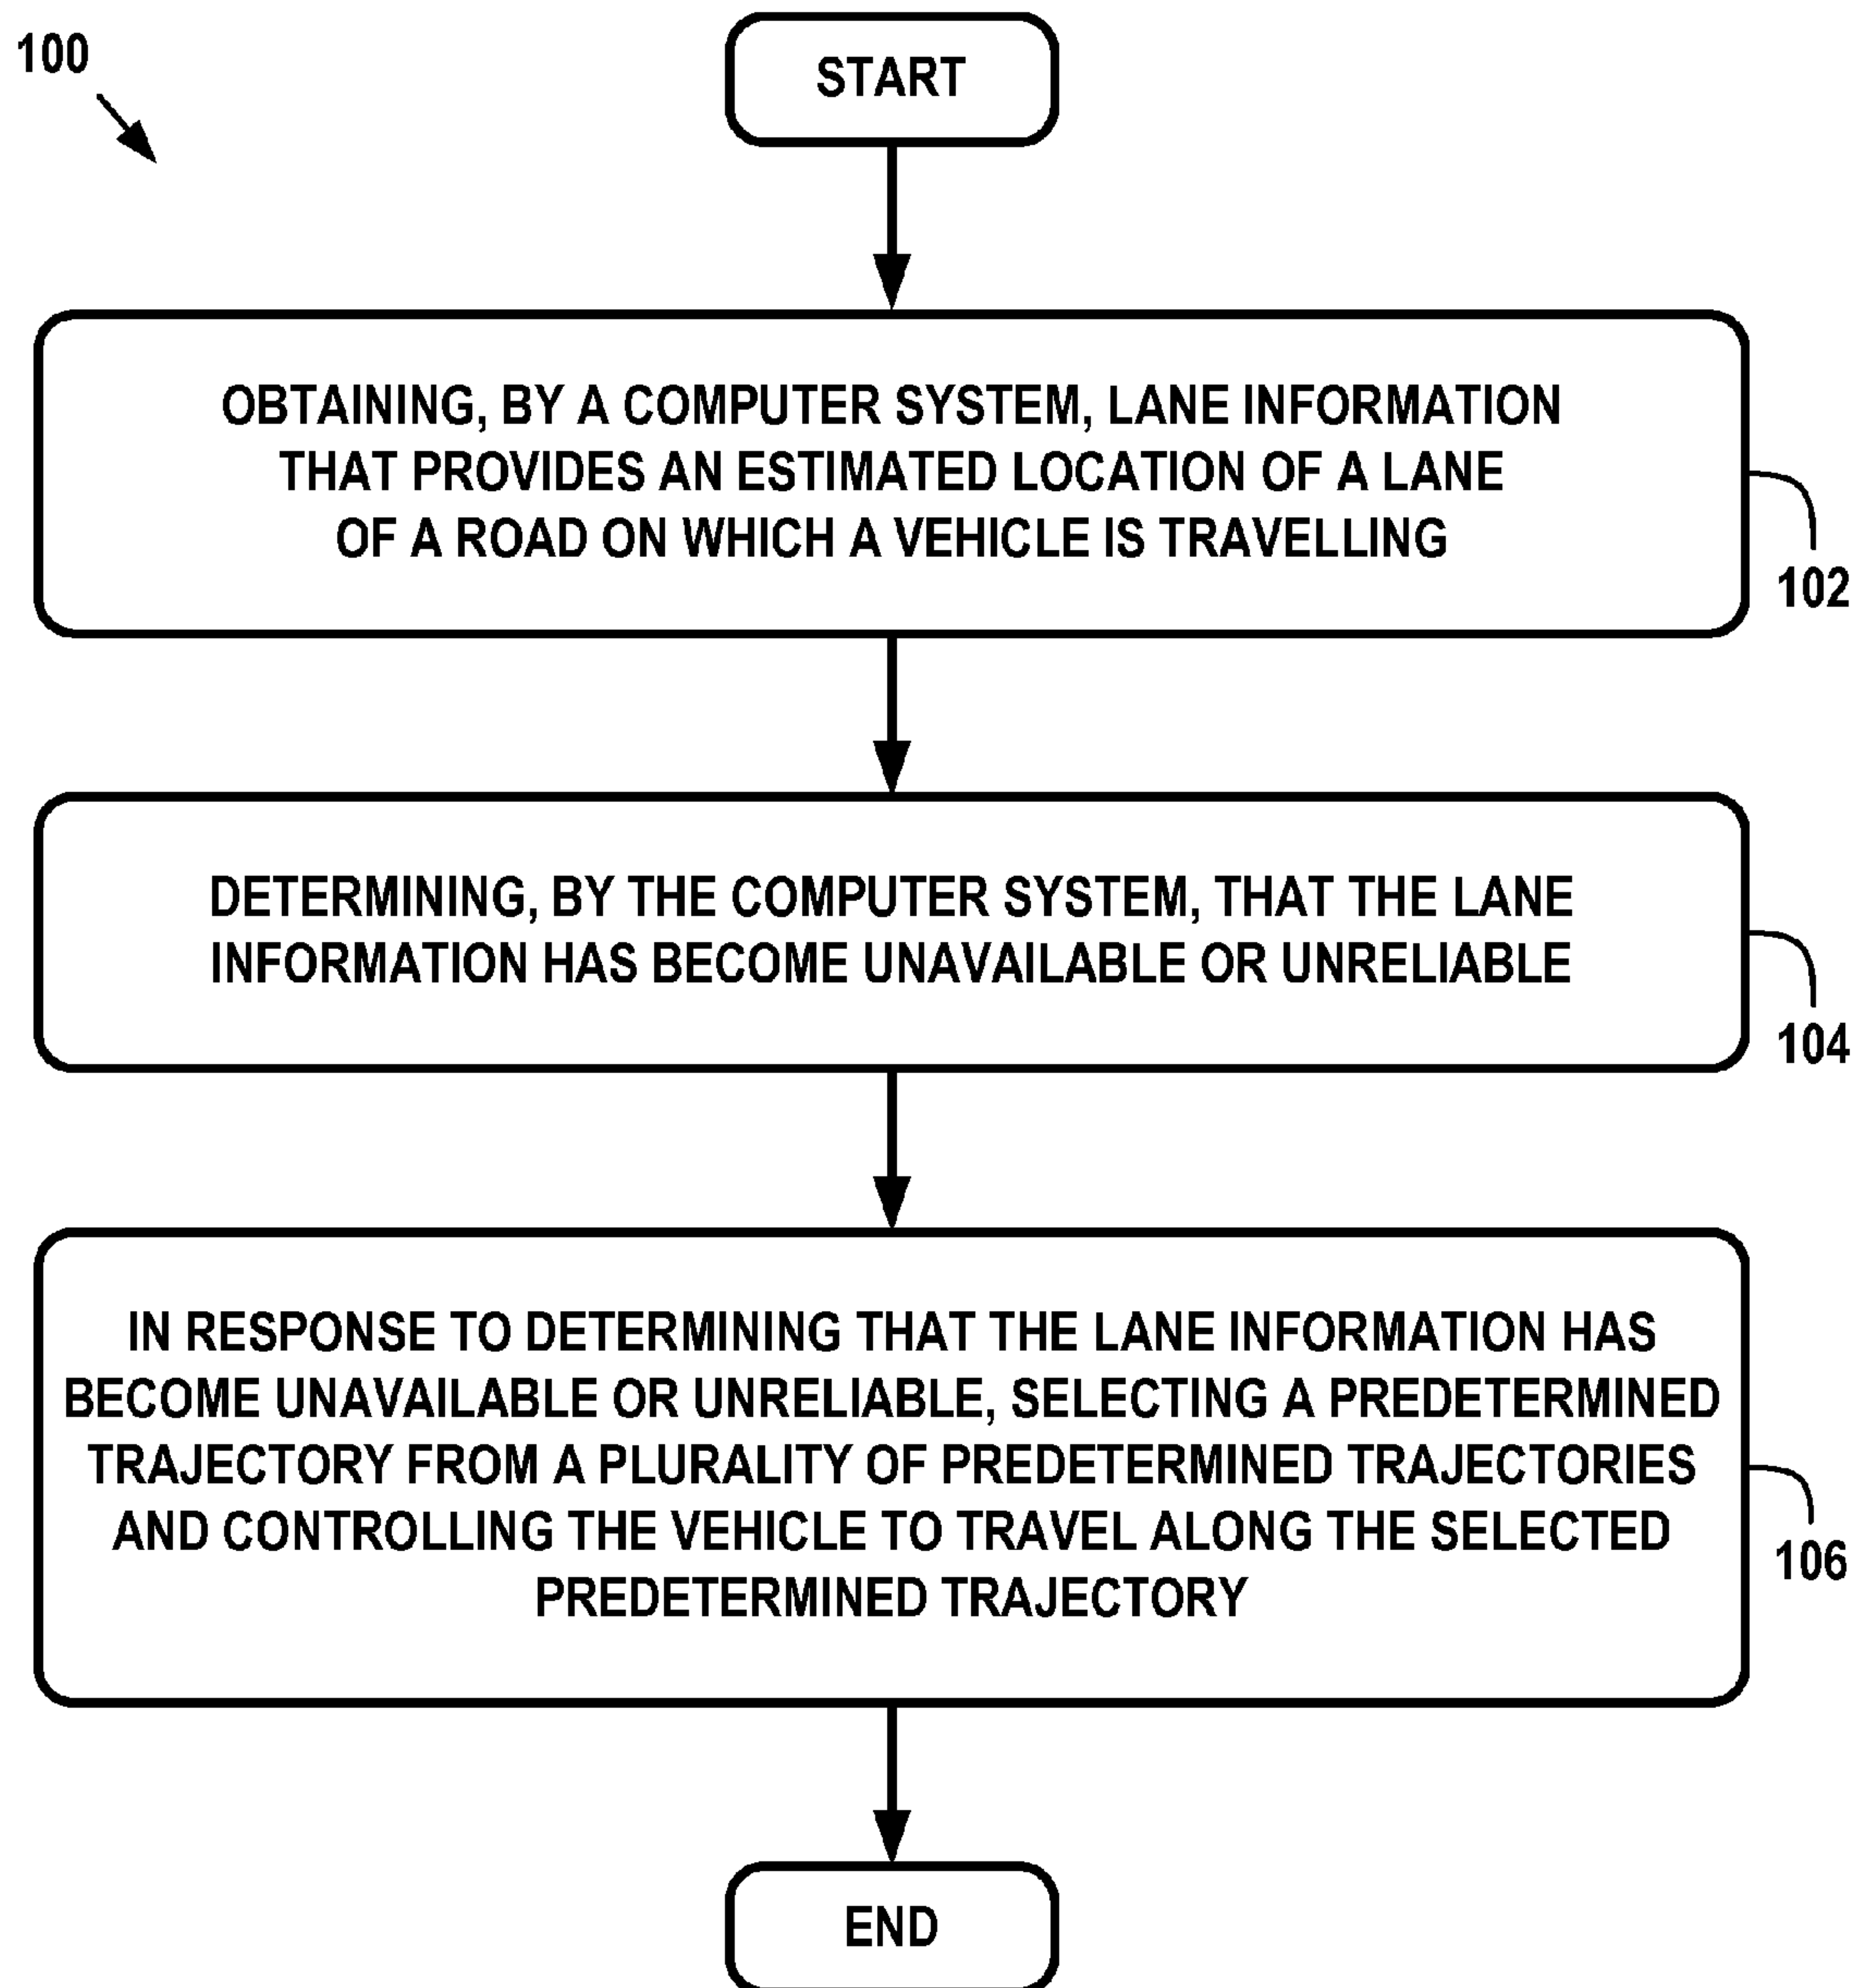 100
START
OBTAINING, BY A COMPUTER SYSTEM, LANE INFORMATION
THAT PROVIDES AN ESTIMATED LOCATION OF A LANE
OF A ROAD ON WHICH A VEHICLE IS TRAVELLING
102
DETERMINING, BY THE COMPUTER SYSTEM, THAT THE LANE
INFORMATION HAS BECOME UNAVAILABLE OR UNRELIABLE
104
IN RESPONSE TO DETERMINING THAT THE LANE INFORMATION HAS
BECOME UNAVAILABLE OR UNRELIABLE, SELECTING A PREDETERMINED
TRAJECTORY FROM A PLURALITY OF PREDETERMINED TRAJECTORIES
AND CONTROLLING THE VEHICLE TO TRAVEL ALONG THE SELECTED
PREDETERMINED TRAJECTORY
106
END